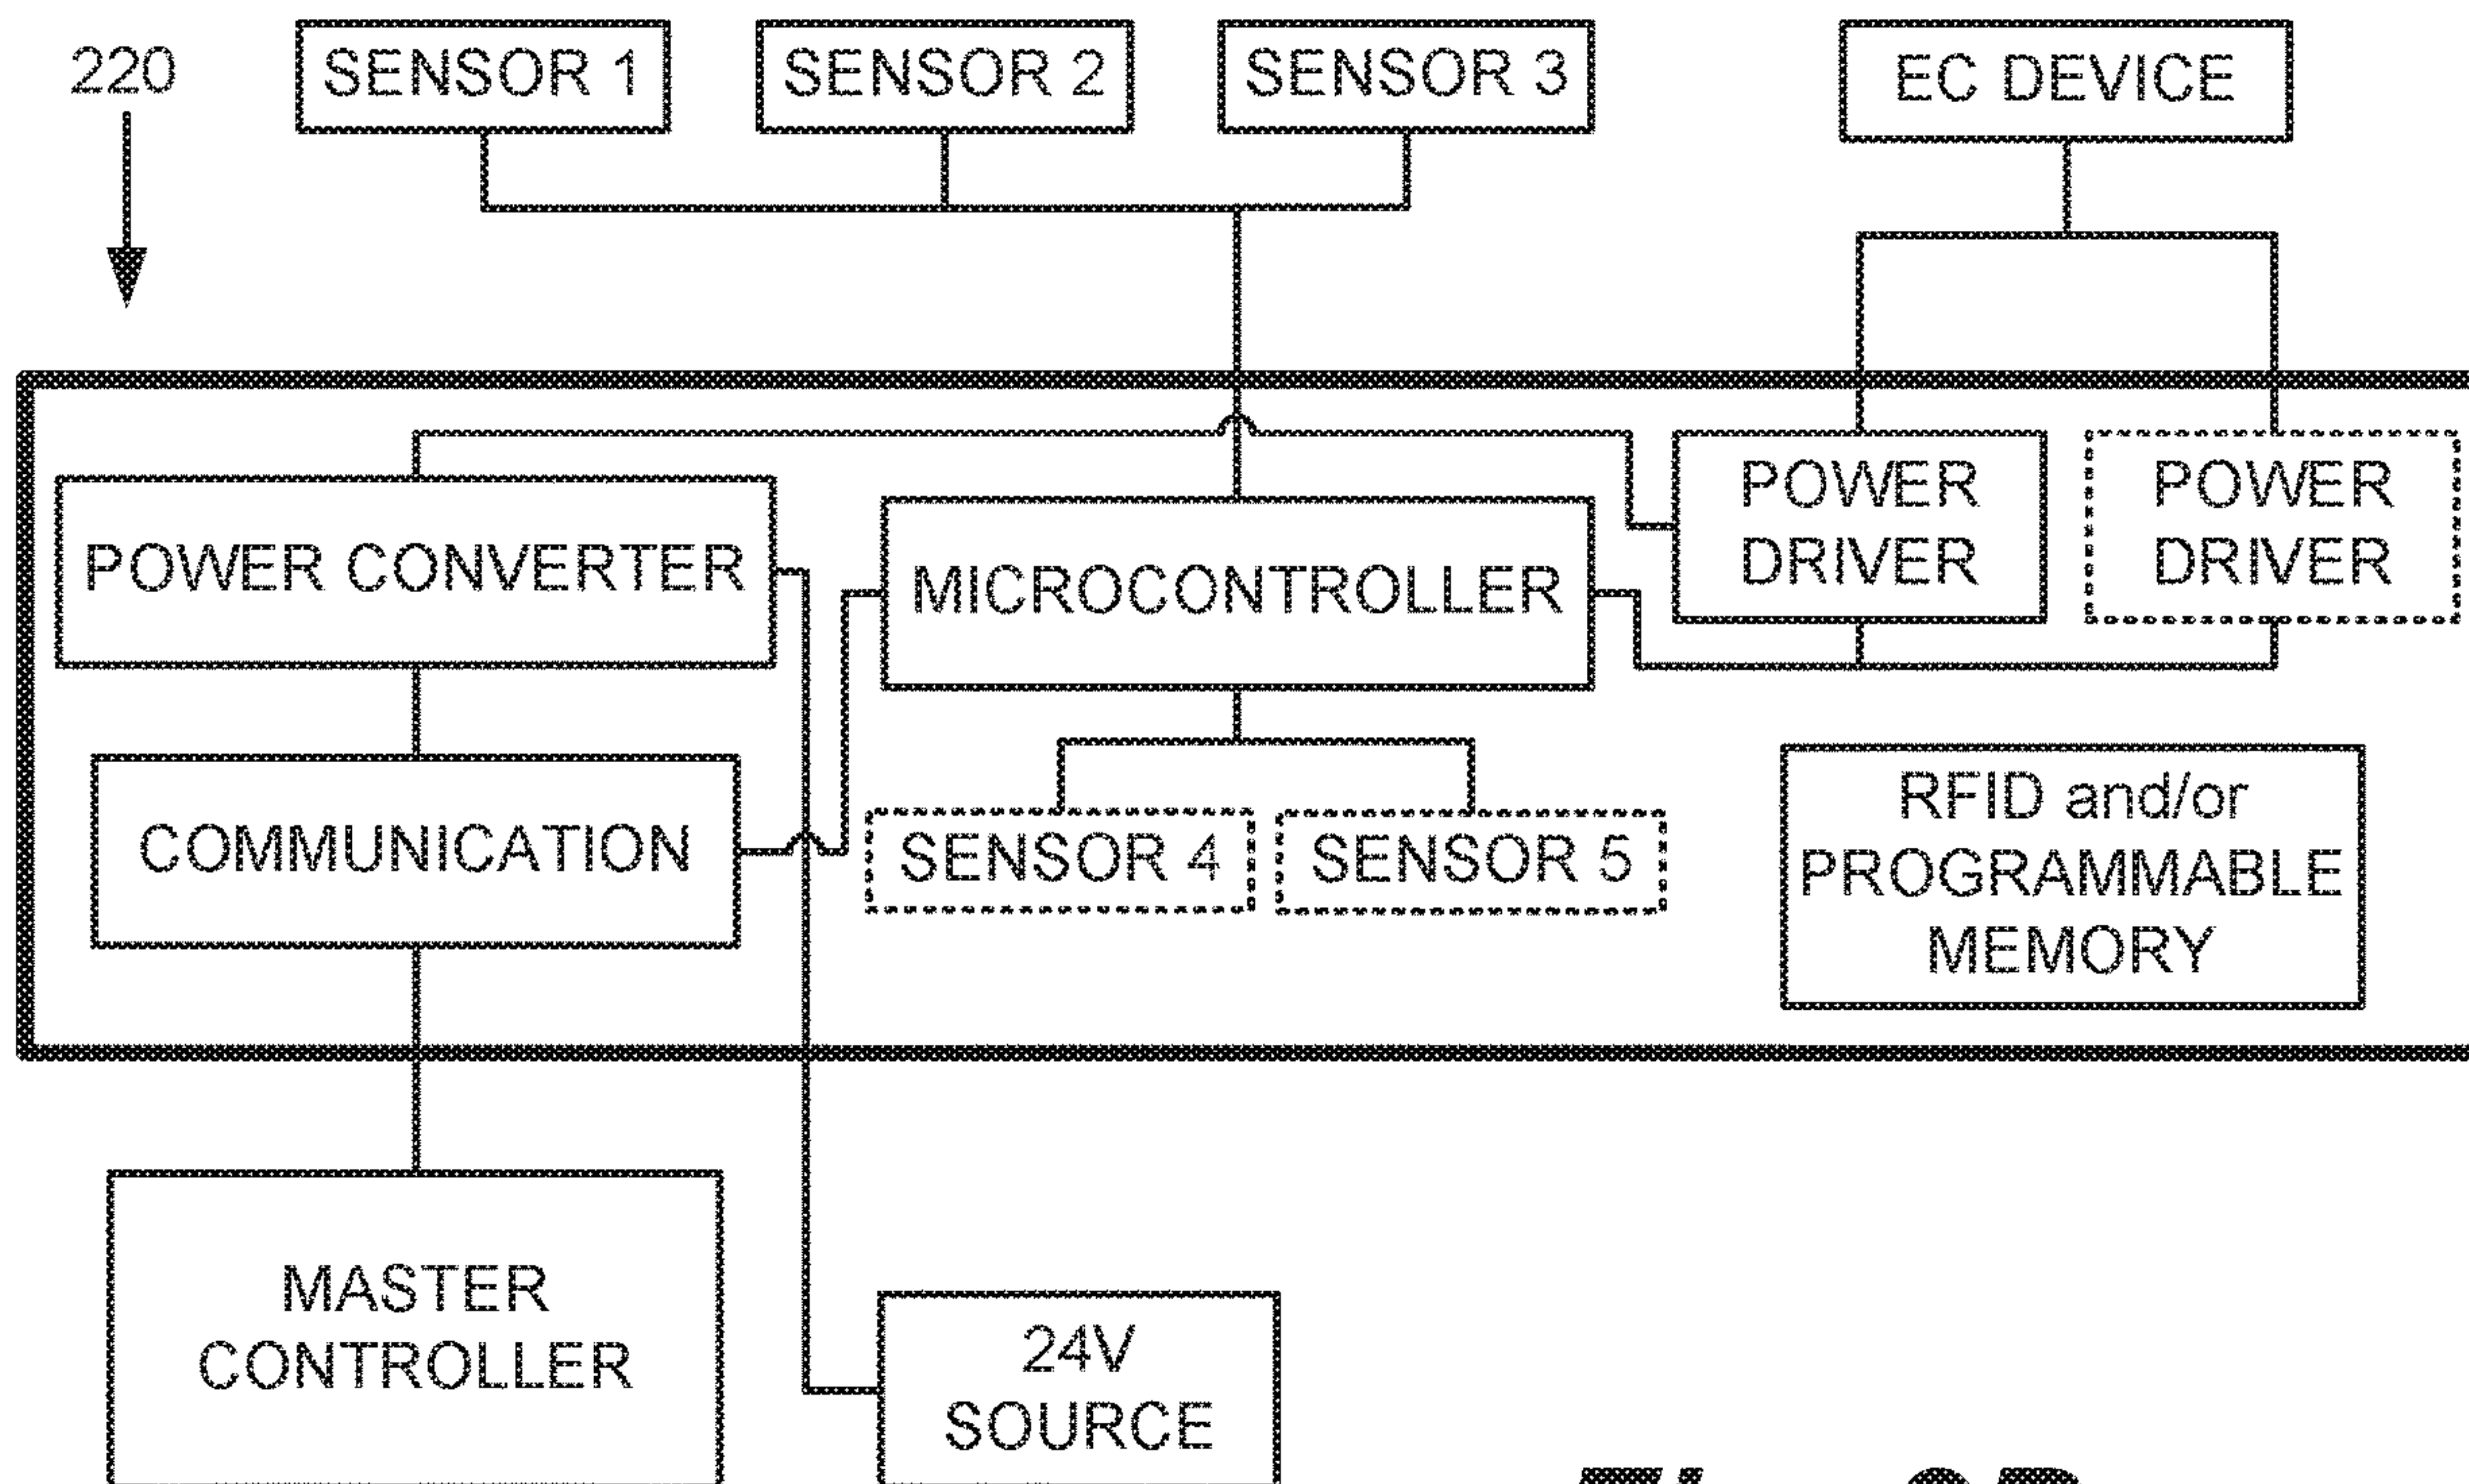 220
SENSOR 1
SENSOR 2
SENSOR 3
EC DEVICE
POWER CONVERTER
MICROCONTROLLER
POWER
DRIVER
POWER
DRIVER
COMMUNICATION
SENSOR 4
SENSOR 5
RFID and/or
PROGRAMMABLE
MEMORY
MASTER
CONTROLLER
24V
SOURCE